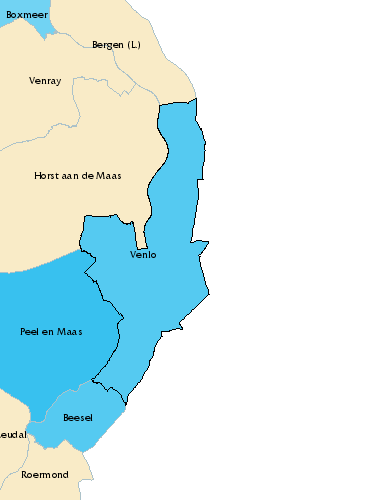 Boxmeer
Bergen (L.)
Venray
Horst aan de Maas
Venlo
Peel en Maas
Beesel
eudal
Roermond